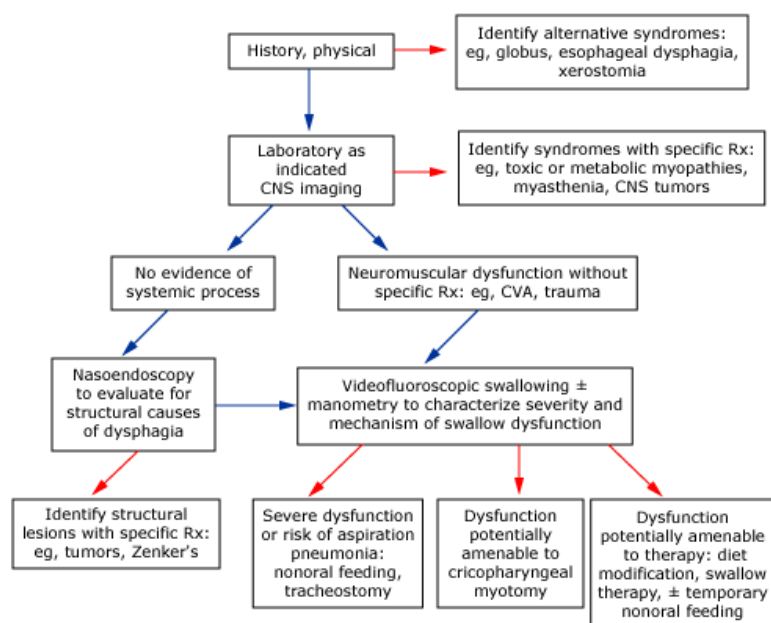 History, physical
Identify alternative syndromes:
eg, globus, esophageal dysphagia,
xerostomia
Laboratory as
indicated
CNS imaging
Identify syndromes with specific Rx:
eg, toxic or metabolic myopathies,
myasthenia, CNS tumors
No evidence of
systemic process
Neuromuscular dysfunction without
specific Rx: eg, CVA, trauma
Nasoendoscopy
to evaluate for
structural causes
of dysphagia
Videofluoroscopic swallowing ±
manometry to characterize severity and
mechanism of swallow dysfunction
Identify structural
lesions with specific Rx:
eg, tumors, Zenker's
Severe dysfunction
or risk of aspiration
pneumonia:
nonoral feeding,
tracheostomy
Dysfunction
potentially
amenable to
cricopharyngeal
myotomy
Dysfunction
potentially amenable
to therapy: diet
modification, swallow
therapy, ± temporary
nonoral feeding